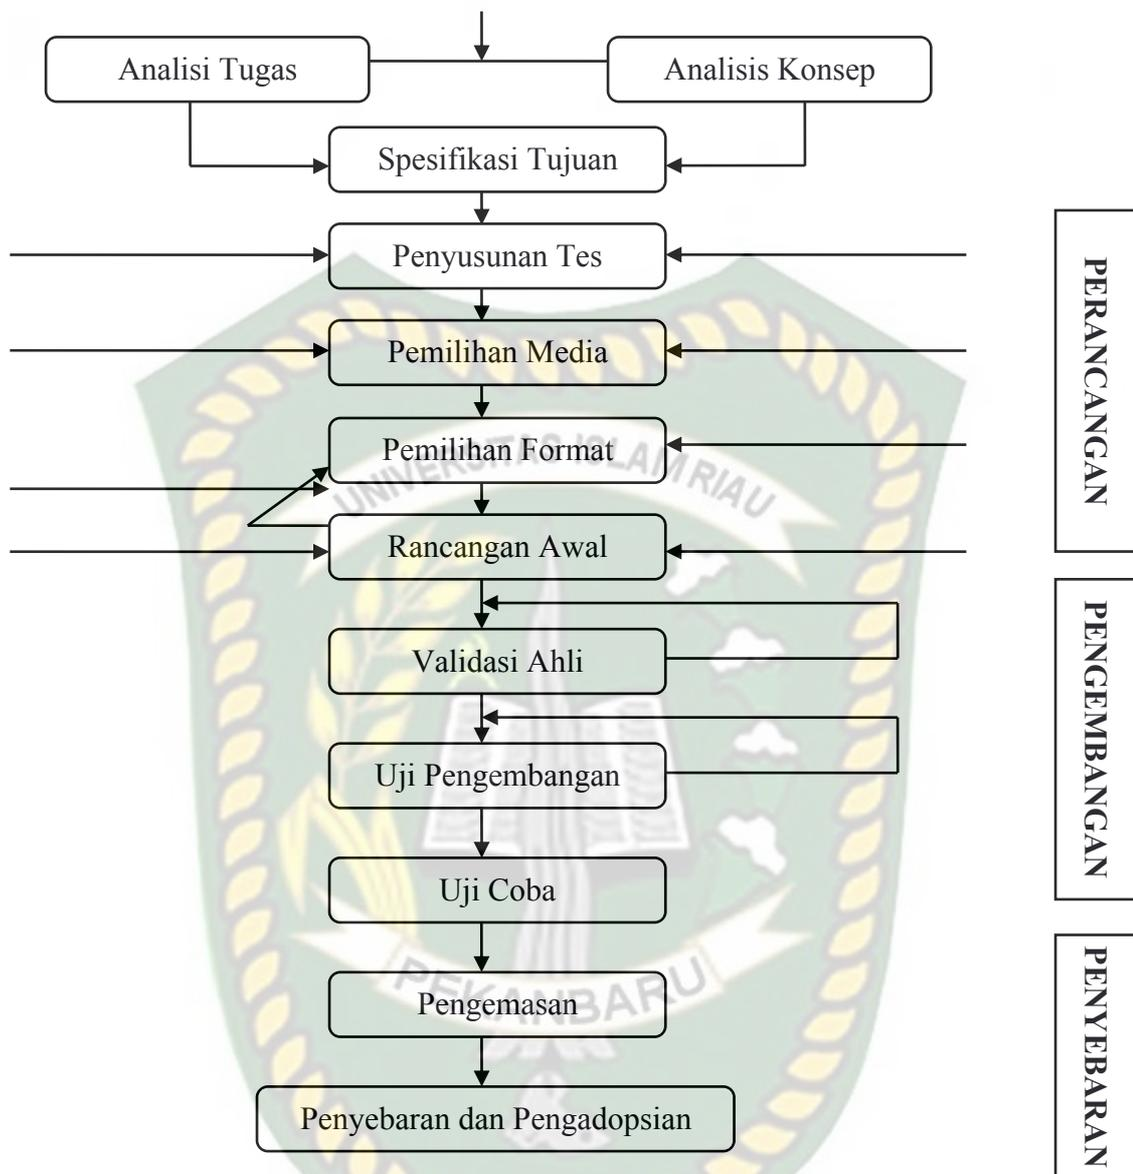 Analisi Tugas
Analisis Konsep
Spesifikasi Tujuan
Penyusunan Tes
Pemilihan Media
Pemilihan Format
UNIVERSITAS ISLAM RIAU
Rancangan Awal
Validasi Ahli
Uji Pengembangan
Uji Coba
PEKANBARU
Pengemasan
Penyebaran dan Pengadopsian
PERANCANGAN
PENGEMBANGAN
PENYEBARAN